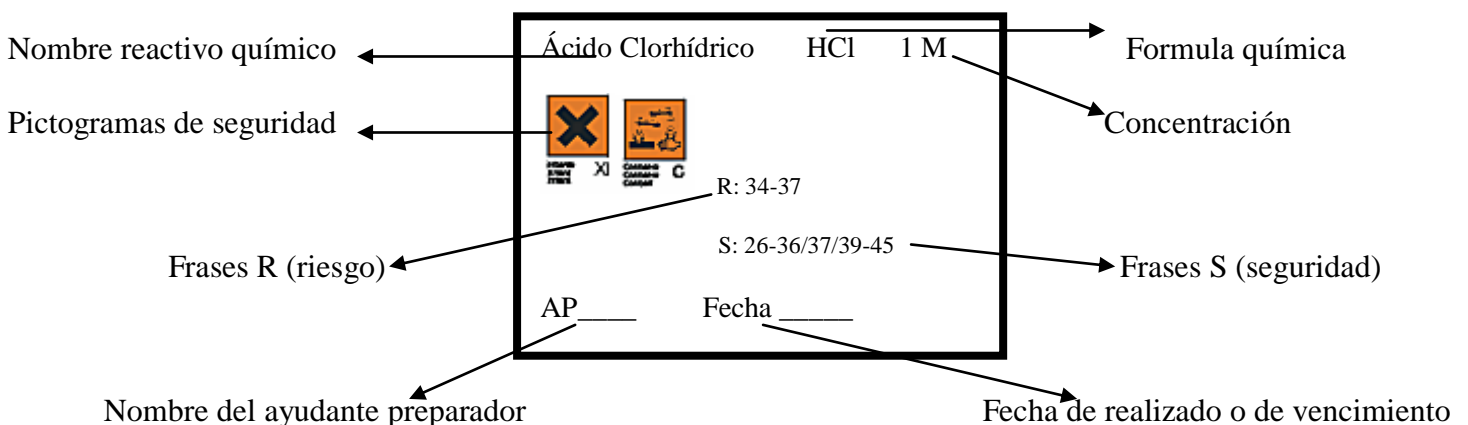 Nombre reactivo químico
Ácido Clorhídrico HCl 1 M
Formula química
Pictogramas de seguridad
Concentración
XI
C
R: 34-37
S: 26-36/37/39-45
Frases R (riesgo)
Frases S (seguridad)
AP____ Fecha _____
Nombre del ayudante preparador
Fecha de realizado o de vencimiento